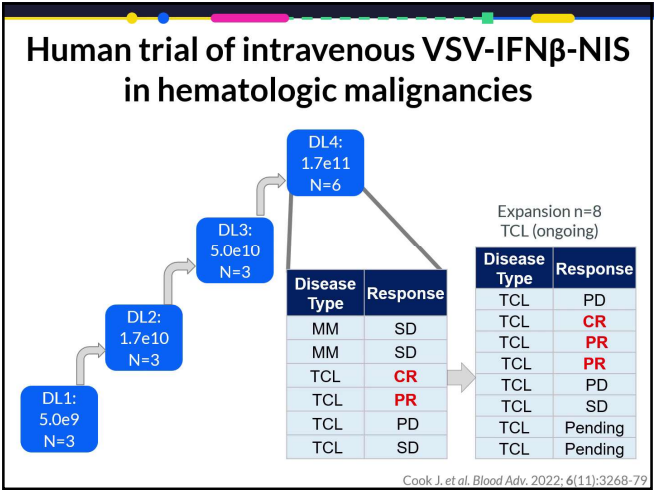 Human trial of intravenous VSV-IFNβ-NIS
in hematologic malignancies
DL4:
1.7e11
N=6
DL3:
5.0e10
N=3
DL2:
1.7e10
N=3
DL1:
5.0e9
N=3
Disease
Type Response
MM SD
MM SD
TCL CR
TCL PR
TCL PD
TCL SD
Expansion n=8
TCL (ongoing)
Disease
Type Response
TCL PD
TCL CR
TCL PR
TCL PR
TCL PD
TCL SD
TCL Pending
TCL Pending
Cook J. et al. Blood Adv. 2022; 6(11):3268-79